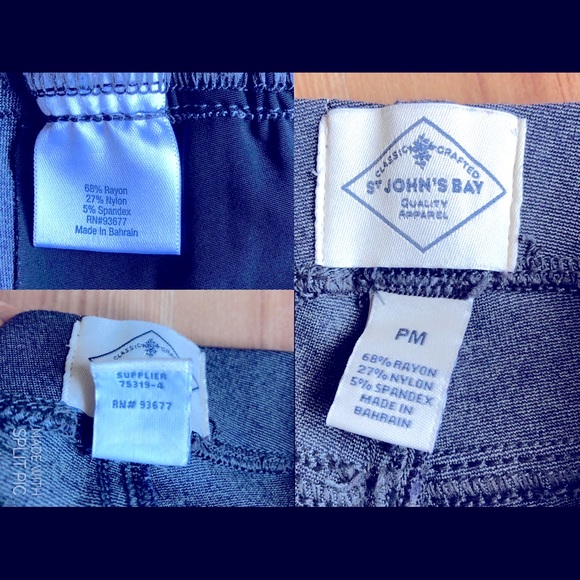 68% Rayon
27% Nylon
5% Spandex
RN#93677
Made in Bahrain
CLASSIC CRAFTED
ST JOHN'S BAY
QUALITY
APPAREL
PM
68% RAYON
27% NYLON
5% SPANDEX
MADE IN
BAHRAIN
CLASSIC
SUPPLIER
75319-4
RN# 93677
MADE WITH
SPLIT PIC